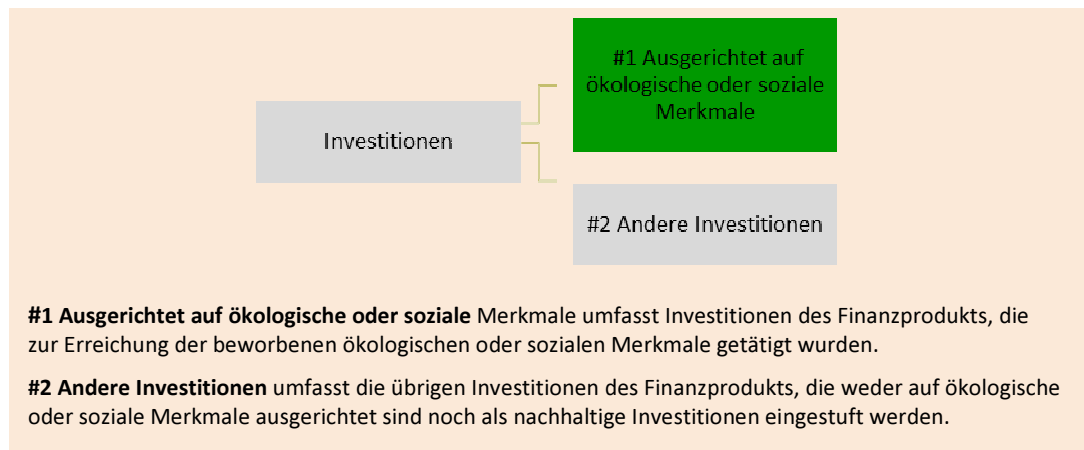 #1 Ausgerichtet auf
ökologische oder soziale
Merkmale
Investitionen
#2 Andere Investitionen
#1 Ausgerichtet auf ökologische oder soziale Merkmale umfasst Investitionen des Finanzprodukts, die
zur Erreichung der beworbenen ökologischen oder sozialen Merkmale getätigt wurden.
#2 Andere Investitionen umfasst die übrigen Investitionen des Finanzprodukts, die weder auf ökologische
oder soziale Merkmale ausgerichtet sind noch als nachhaltige Investitionen eingestuft werden.